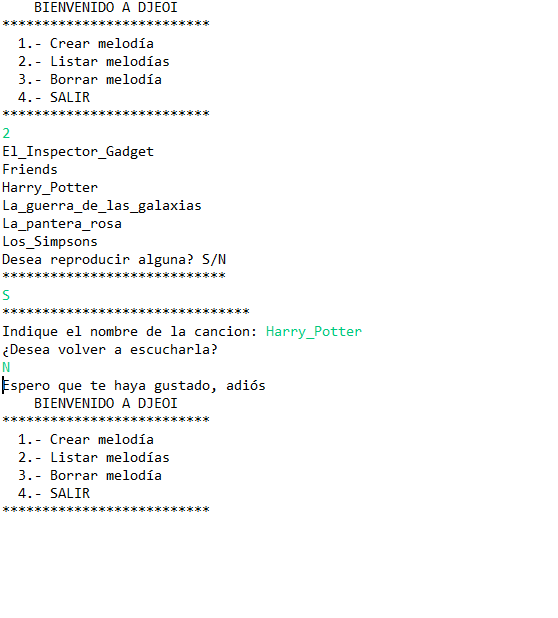 BIENVENIDO A DJEOI
**************************
1.- Crear melodía
2.- Listar melodías
3.- Borrar melodía
4.- SALIR
**************************
2
El_Inspector_Gadget
Friends
Harry_Potter
La_guerra_de_las_galaxias
La_pantera_rosa
Los_Simpsons
Desea reproducir alguna? S/N
****************************
S
*******************************
Indique el nombre de la cancion: Harry_Potter
¿Desea volver a escucharla?
N
Espero que te haya gustado, adiós
BIENVENIDO A DJEOI
**************************
1.- Crear melodía
2.- Listar melodías
3.- Borrar melodía
4.- SALIR
**************************